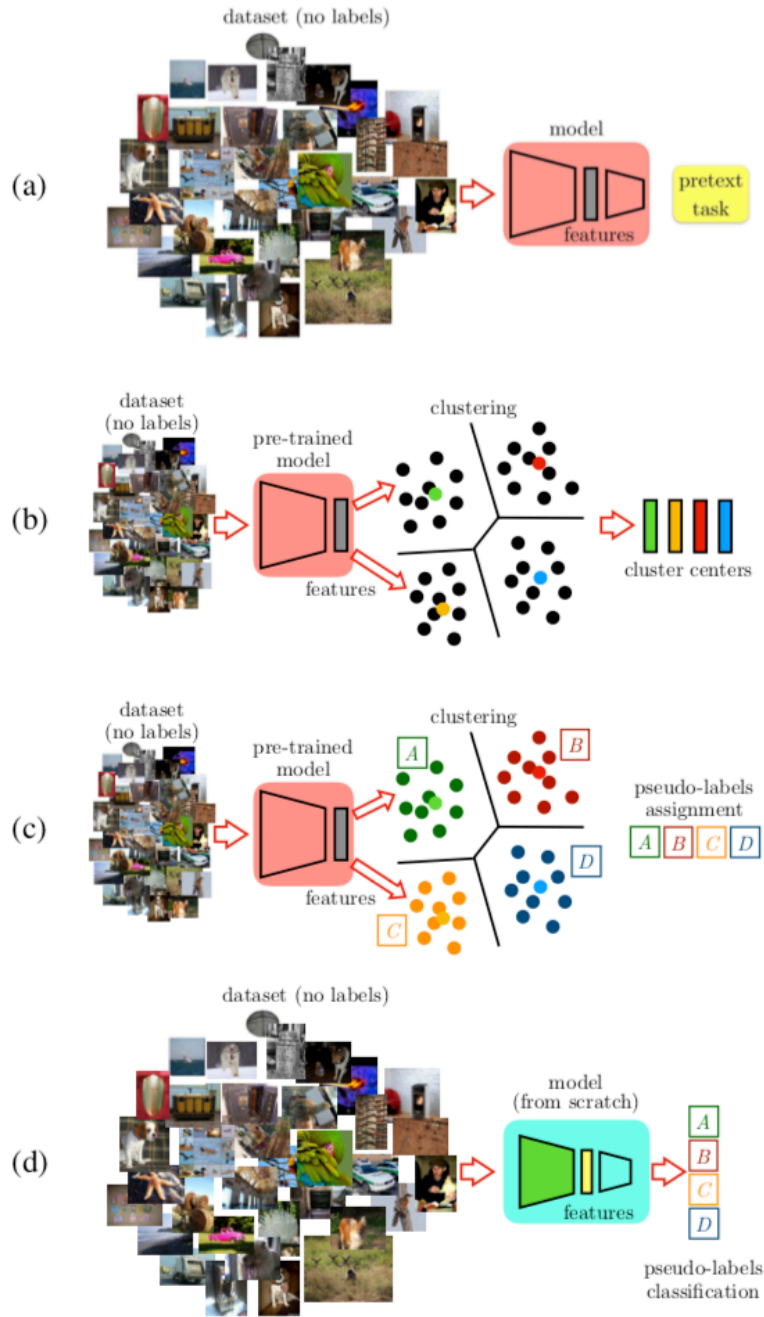 dataset (no labels)
(a)
model
features
pretext
task
(b)
dataset
(no labels)
pre-trained
model
features
clustering
cluster centers
(c)
dataset
(no labels)
pre-trained
model
features
clustering
A
B
C
D
pseudo-labels
assignment
A B C D
(d)
dataset (no labels)
model
(from scratch)
features
A
B
C
D
pseudo-labels
classification